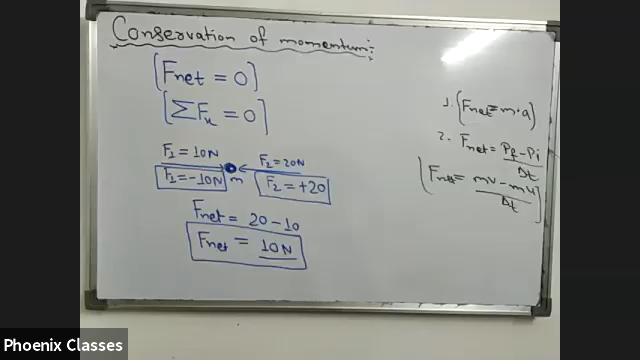 Conservation of momentum:
[Fnet = 0]
[ΣFx = 0]
F1 = 10N
F2 = 20N
F1 = -10N
m
F2 = +20
Fnet = 20 - 10
Fnet = 10N
1. (Fnet = m·a)
2. Fnet = Pf - Pi
Δt
(Fnet = mv - mu
Δt
Phoenix Classes